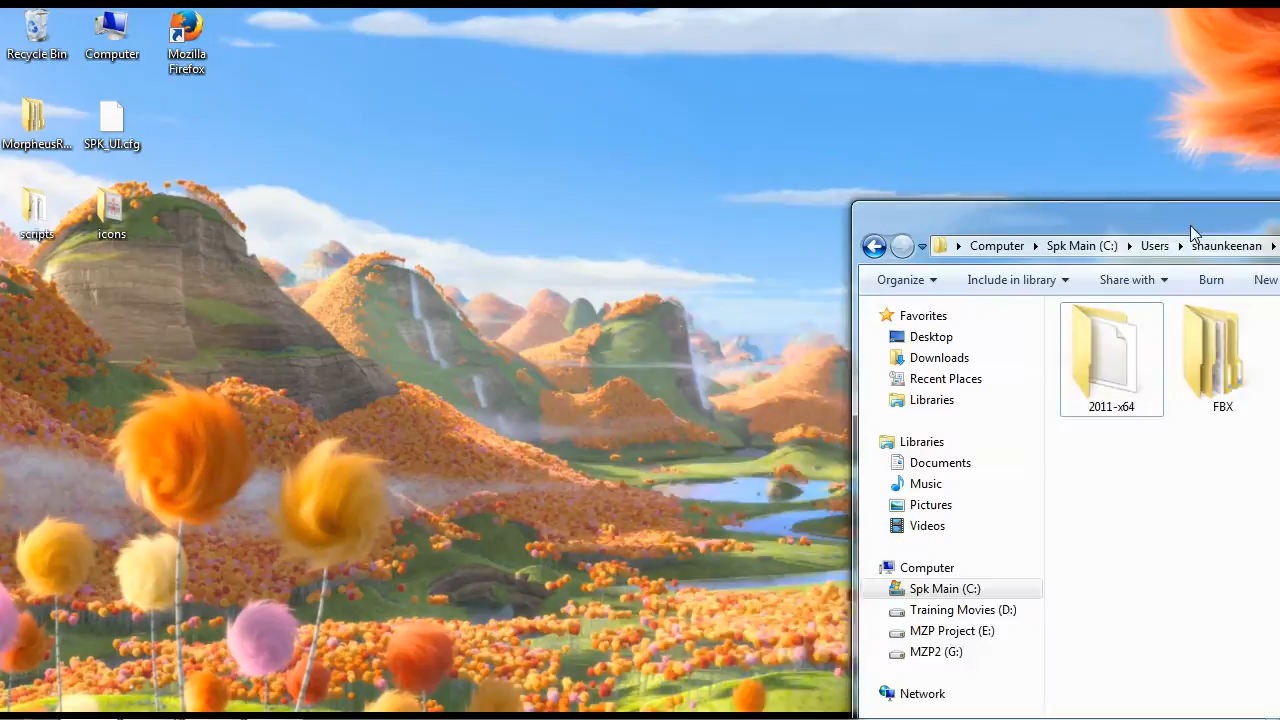 Recycle Bin
Computer
Mozilla
Firefox
MorpheusR...
SPK_UI.cfg
scripts
icons
Computer
Spk Main (C:)
Users
shaunkeenan
Organize
Include in library
Share with
Burn
New
Favorites
Desktop
Downloads
Recent Places
Libraries
Libraries
Documents
Music
Pictures
Videos
Computer
Spk Main (C:)
Training Movies (D:)
MZP Project (E:)
MZP2 (G:)
Network
2011-x64
FBX